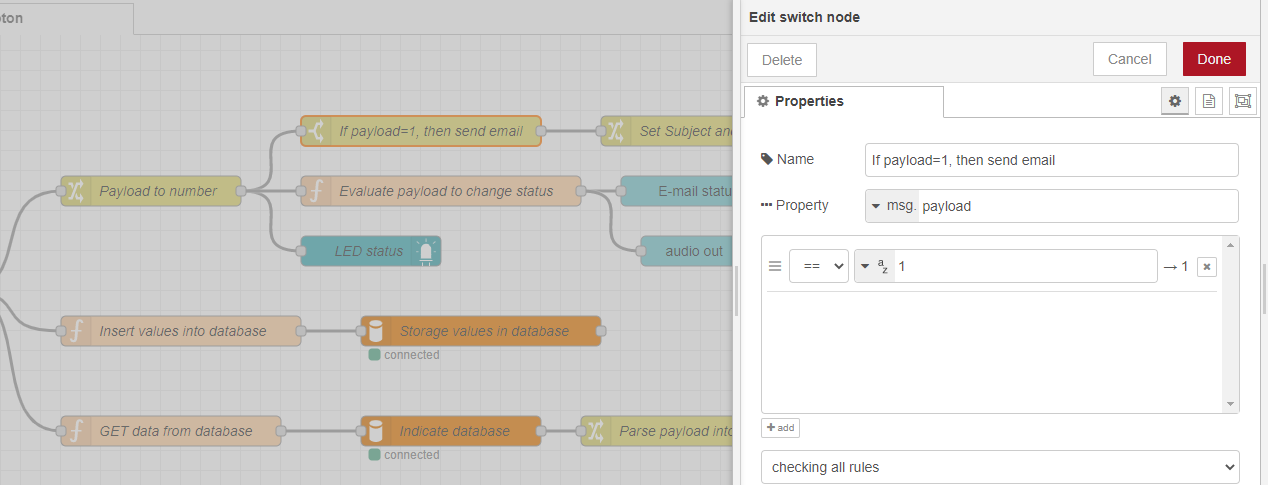 oton
Edit switch node
Delete
Cancel
Done
Properties
Name
If payload=1, then send email
Property
msg. payload
==
az 1
→ 1
add
checking all rules
If payload=1, then send email
Set Subject an
Payload to number
Evaluate payload to change status
E-mail statu
LED status
audio out
Insert values into database
Storage values in database
connected
GET data from database
Indicate database
Parse payload into
connected